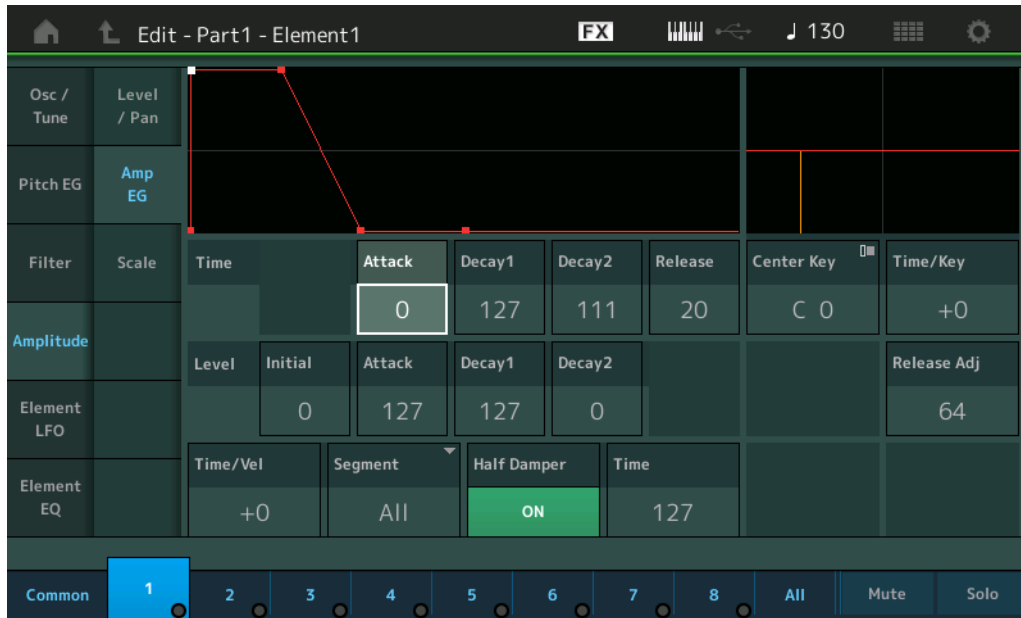 Edit - Part1 - Element1 FX ♩ 130
Osc /
Tune
Pitch EG
Filter
Amplitude
Element
LFO
Element
EQ
Level
/ Pan
Amp
EG
Scale
Time Attack Decay1 Decay2 Release Center Key Time/Key
0 127 111 20 C 0 +0
Level Initial Attack Decay1 Decay2 Release Adj
0 127 127 0 64
Time/Vel Segment Half Damper Time
+0 All ON 127
Common 1 2 3 4 5 6 7 8 All Mute Solo